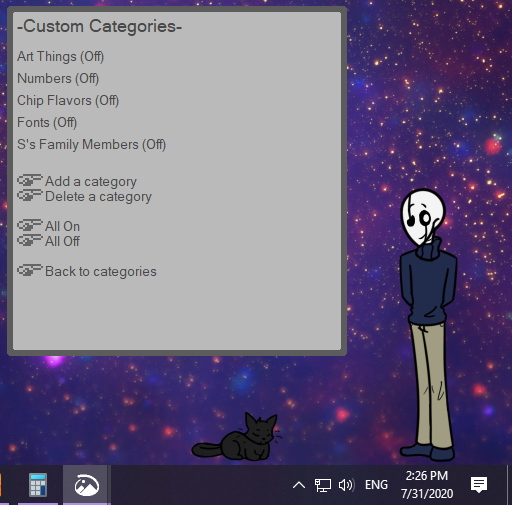 -Custom Categories-
Art Things (Off)
Numbers (Off)
Chip Flavors (Off)
Fonts (Off)
S's Family Members (Off)
Add a category
Delete a category
All On
All Off
Back to categories
ENG
2:26 PM
7/31/2020